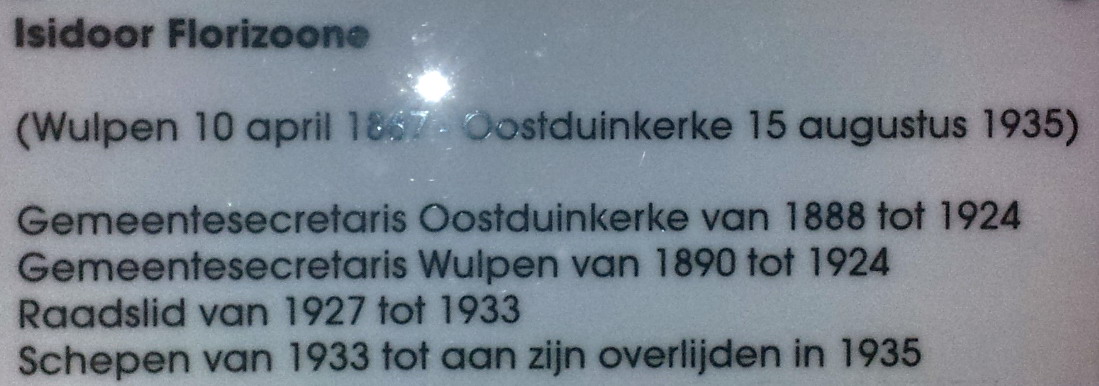 Isidoor Florizoone
(Wulpen 10 april 1867 - Oostduinkerke 15 augustus 1935)
Gemeentesecretaris Oostduinkerke van 1888 tot 1924
Gemeentesecretaris Wulpen van 1890 tot 1924
Raadslid van 1927 tot 1933
Schepen van 1933 tot aan zijn overlijden in 1935